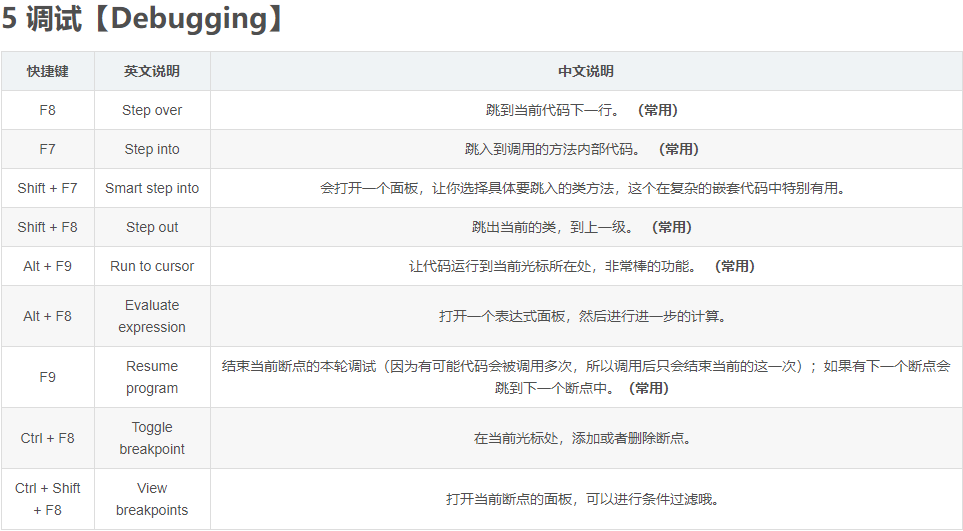 5 调试【Debugging】
快捷键 英文说明 中文说明
F8 Step over 跳到当前代码下一行。 （常用）
F7 Step into 跳入到调用的方法内部代码。 （常用）
Shift + F7 Smart step into 会打开一个面板，让你选择具体要跳入的类方法，这个在复杂的嵌套代码中特别有用。
Shift + F8 Step out 跳出当前的类，到上一级。 （常用）
Alt + F9 Run to cursor 让代码运行到当前光标所在处，非常棒的功能。 （常用）
Alt + F8 Evaluate
expression 打开一个表达式面板，然后进行进一步的计算。
F9 Resume
program 结束当前断点的本轮调试（因为有可能代码会被调用多次，所以调用后只会结束当前的这一次）；如果有下一个断点会
跳到下一个断点中。（常用）
Ctrl + F8 Toggle
breakpoint 在当前光标处，添加或者删除断点。
Ctrl + Shift
+ F8 View
breakpoints 打开当前断点的面板，可以进行条件过滤哦。